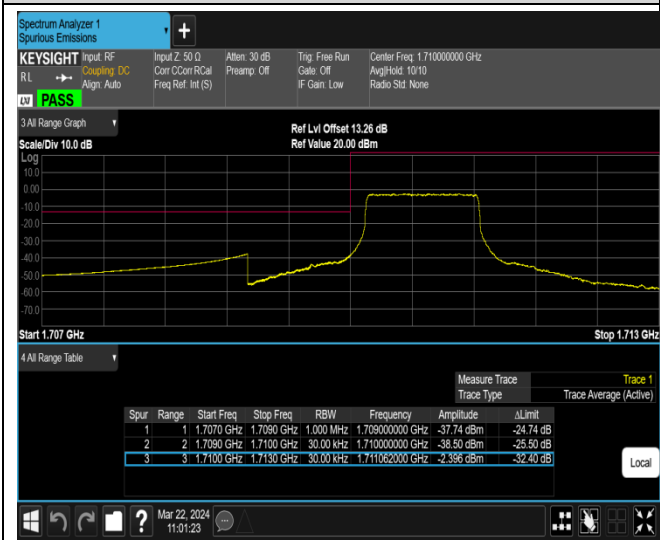 Spectrum Analyzer 1
Spurious Emissions
+
KEYSIGHT Input: RF Input Z: 50 Ω Atten: 30 dB Trig: Free Run Center Freq: 1.710000000 GHz
RL Coupling: DC Corr CCorr RCal Preamp: Off Gate: Off Avg|Hold: 10/10
Align: Auto Freq Ref: Int (S) IF Gain: Low Radio Std: None
LXI PASS
3 All Range Graph
Ref Lvl Offset 13.26 dB
Scale/Div 10.0 dB Ref Value 20.00 dBm
Log
10.0
0.00
-10.0
-20.0
-30.0
-40.0
-50.0
-60.0
-70.0
Start 1.707 GHz Stop 1.713 GHz
4 All Range Table
Measure Trace Trace 1
Trace Type Trace Average (Active)
Spur Range Start Freq Stop Freq RBW Frequency Amplitude ΔLimit
1 1 1.7070 GHz 1.7090 GHz 1.000 MHz 1.709000000 GHz -37.74 dBm -24.74 dB
2 2 1.7090 GHz 1.7100 GHz 30.00 kHz 1.710000000 GHz -38.50 dBm -25.50 dB
3 3 1.7100 GHz 1.7130 GHz 30.00 kHz 1.711062000 GHz -2.396 dBm -32.40 dB
Local
? Mar 22, 2024
11:01:23